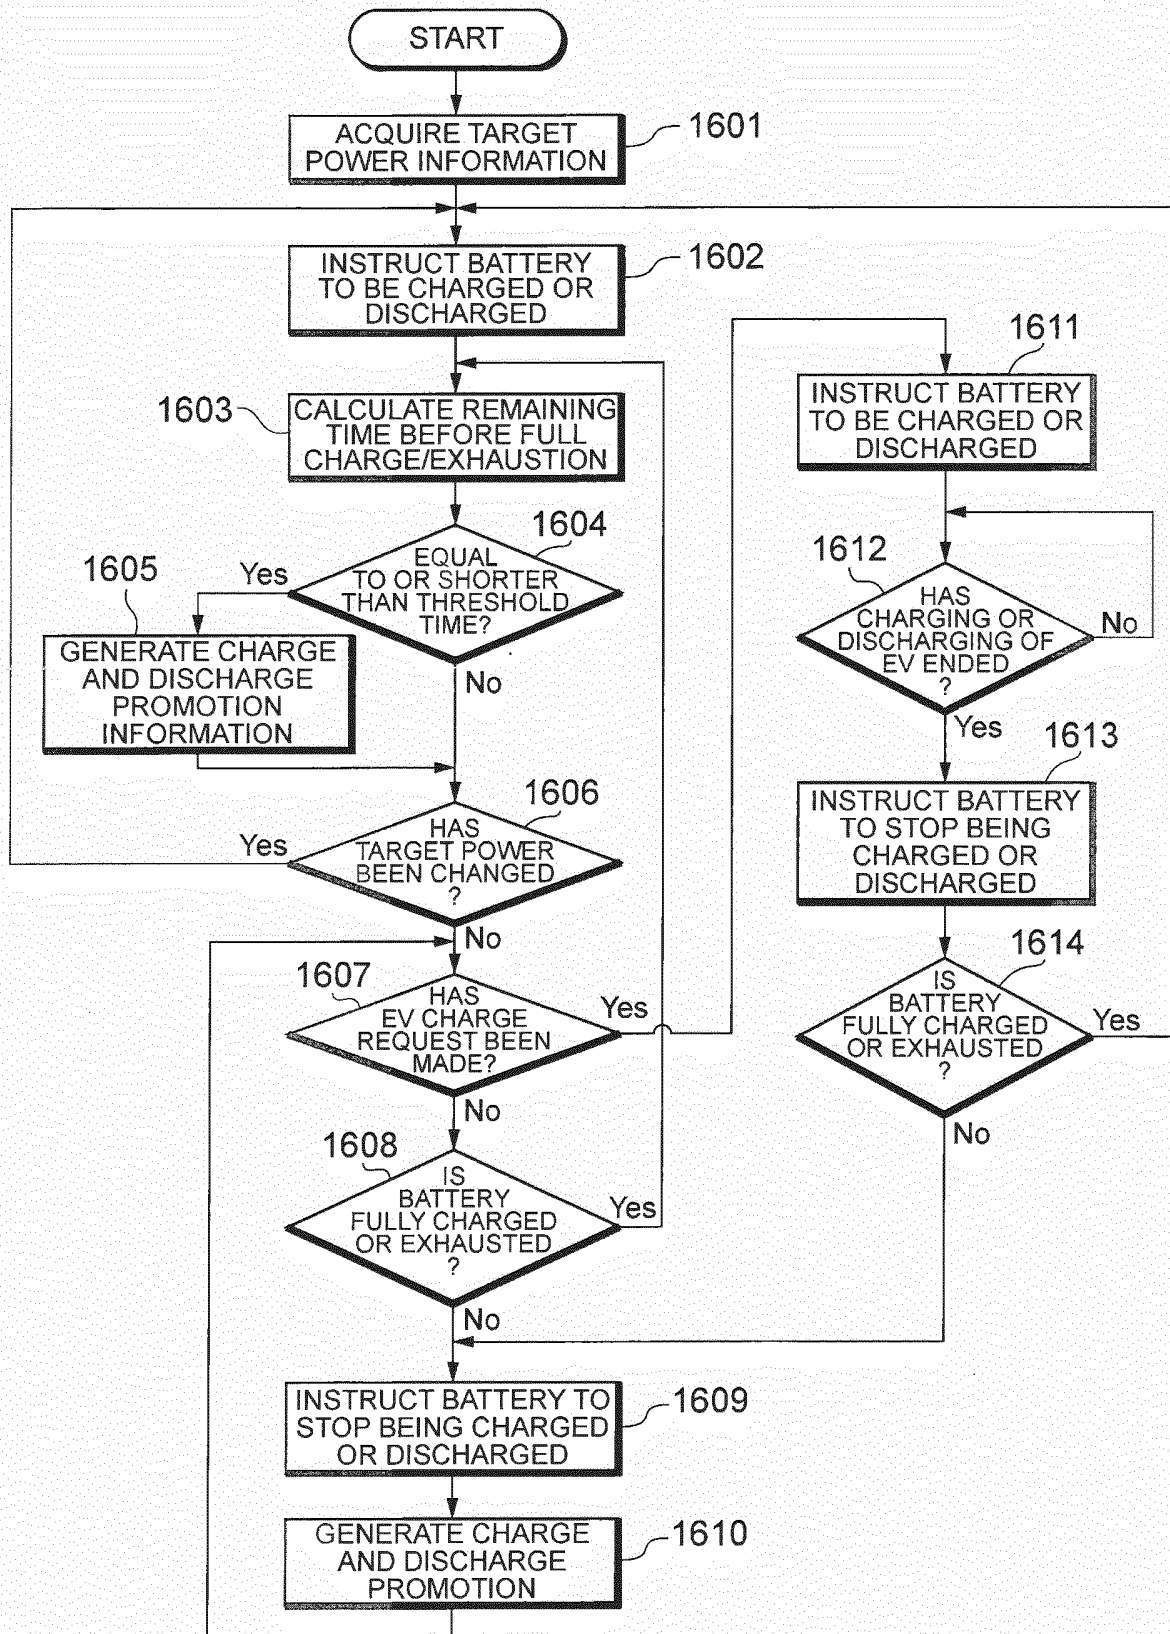 START
ACQUIRE TARGET
POWER INFORMATION
1601
INSTRUCT BATTERY
TO BE CHARGED OR
DISCHARGED
1602
CALCULATE REMAINING
TIME BEFORE FULL
CHARGE/EXHAUSTION
1603
EQUAL
TO OR SHORTER
THAN THRESHOLD
TIME?
1604
Yes
No
1605
GENERATE CHARGE
AND DISCHARGE
PROMOTION
INFORMATION
1606
HAS
TARGET POWER
BEEN CHANGED
?
Yes
No
1607
HAS
EV CHARGE
REQUEST BEEN
MADE?
Yes
No
1608
IS
BATTERY
FULLY CHARGED
OR EXHAUSTED
?
Yes
No
INSTRUCT BATTERY TO
STOP BEING CHARGED
OR DISCHARGED
1609
GENERATE CHARGE
AND DISCHARGE
PROMOTION
1610
1611
INSTRUCT BATTERY
TO BE CHARGED OR
DISCHARGED
1612
HAS
CHARGING OR
DISCHARGING OF
EV ENDED
?
No
Yes
1613
INSTRUCT BATTERY
TO STOP BEING
CHARGED OR
DISCHARGED
1614
IS
BATTERY
FULLY CHARGED
OR EXHAUSTED
?
Yes
No